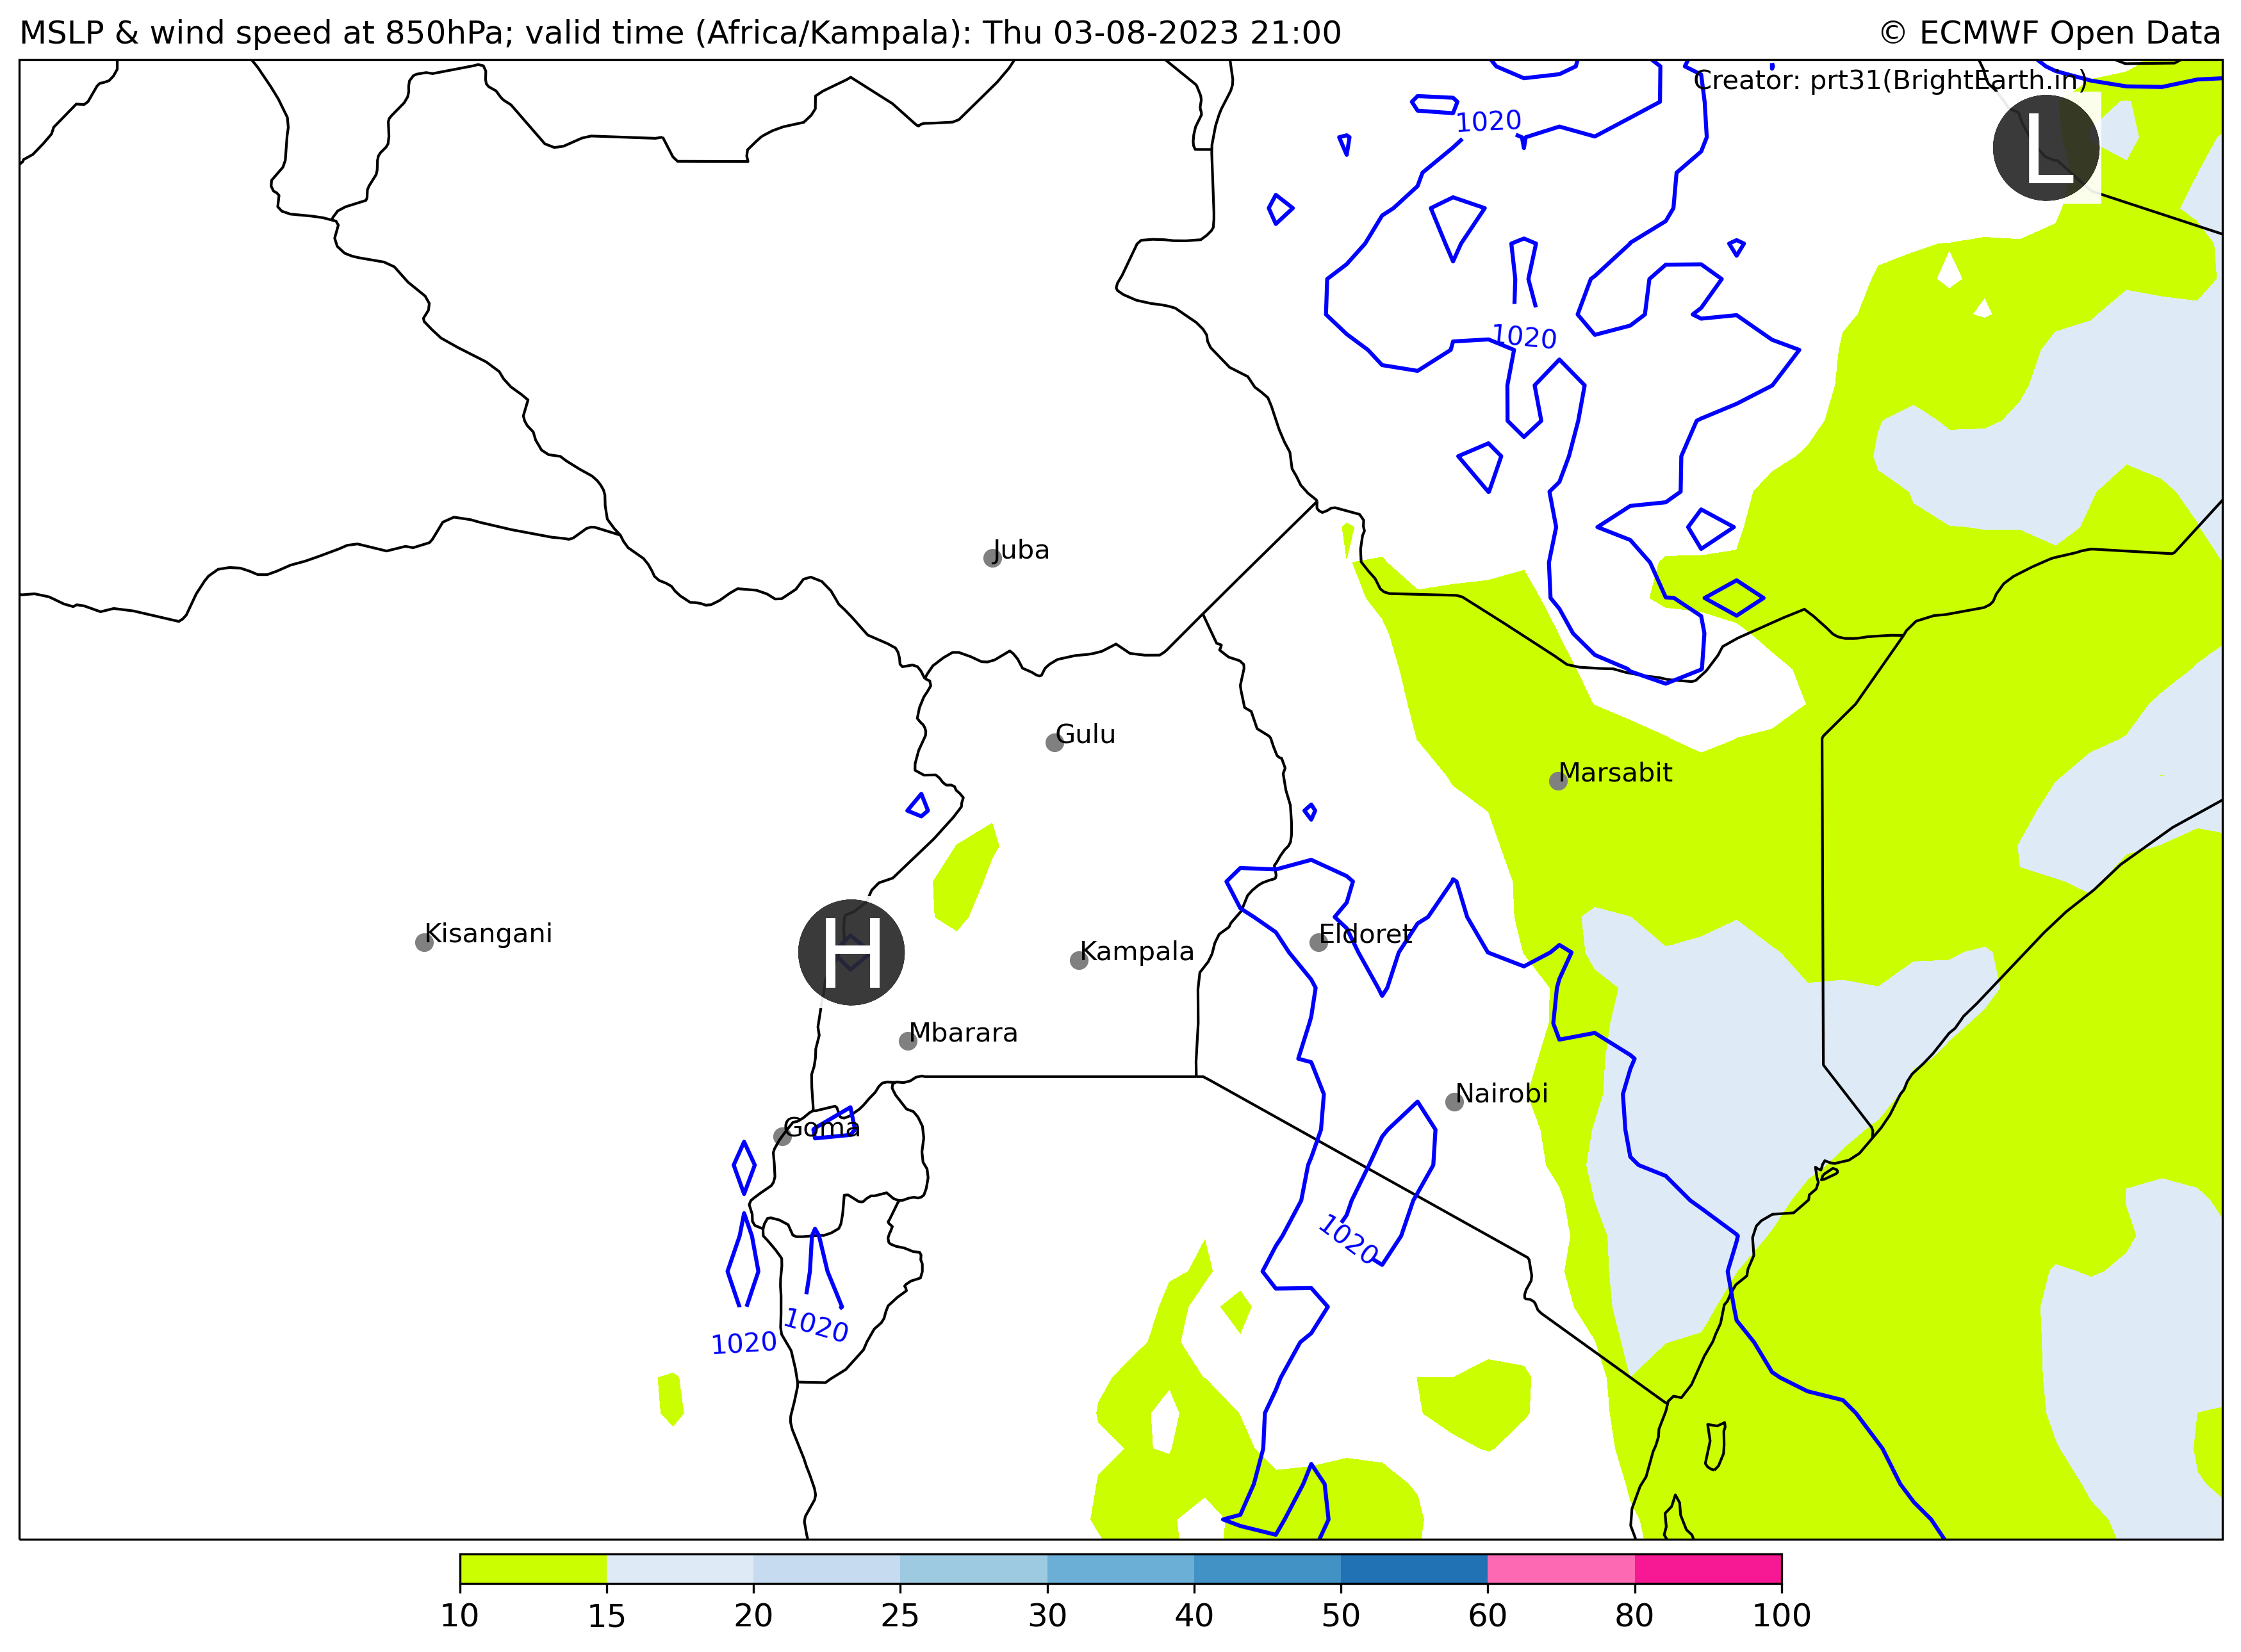 MSLP & wind speed at 850hPa; valid time (Africa/Kampala): Thu 03-08-2023 21:00
© ECMWF Open Data
Creator: prt31(BrightEarth.in)
L
1020
1020
Juba
Gulu
Marsabit
Kisangani
H
Kampala
Eldoret
Mbarara
Nairobi
Goma
1020
1020
1020
10 15 20 25 30 40 50 60 80 100